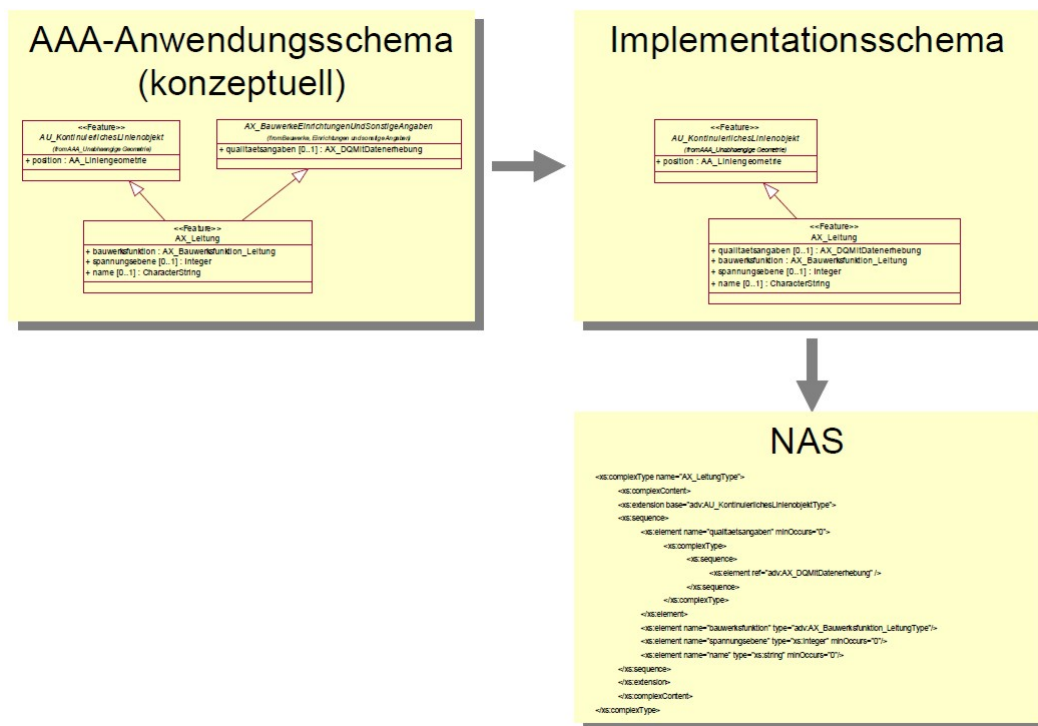 AAA-Anwendungsschema
(konzeptuell)
<<Feature>>
AU_KontinuierlichesLinienobjekt
(fromAAA_Unabhaengige Geometrie)
+ position : AA_Liniengeometrie
AX_BauwerkeEinrichtungenUndSonstigeAngaben
(fromBauwerke, Einrichtungen und sonstige Angaben)
+ qualitaetsangaben [0..1] : AX_DQMitDatenerhebung
<<Feature>>
AX_Leitung
+ bauwerksfunktion : AX_Bauwerksfunktion_Leitung
+ spannungsebene [0..1] : Integer
+ name [0..1] : CharacterString
Implementationsschema
<<Feature>>
AU_KontinuierlichesLinienobjekt
(fromAAA_Unabhaengige Geometrie)
+ position : AA_Liniengeometrie
<<Feature>>
AX_Leitung
+ qualitaetsangaben [0..1] : AX_DQMitDatenerhebung
+ bauwerksfunktion : AX_Bauwerksfunktion_Leitung
+ spannungsebene [0..1] : Integer
+ name [0..1] : CharacterString
NAS
<xs:complexType name="AX_LeitungType">
<xs:complexContent>
<xs:extension base="adv:AU_KontinuierlichesLinienobjektType">
<xs:sequence>
<xs:element name="qualitaetsangaben" minOccurs="0">
<xs:complexType>
<xs:sequence>
<xs:element ref="adv:AX_DQMitDatenerhebung" />
</xs:sequence>
</xs:complexType>
</xs:element>
<xs:element name="bauwerksfunktion" type="adv:AX_Bauwerksfunktion_LeitungType"/>
<xs:element name="spannungsebene" type="xs:integer" minOccurs="0"/>
<xs:element name="name" type="xs:string" minOccurs="0"/>
</xs:sequence>
</xs:extension>
</xs:complexContent>
</xs:complexType>